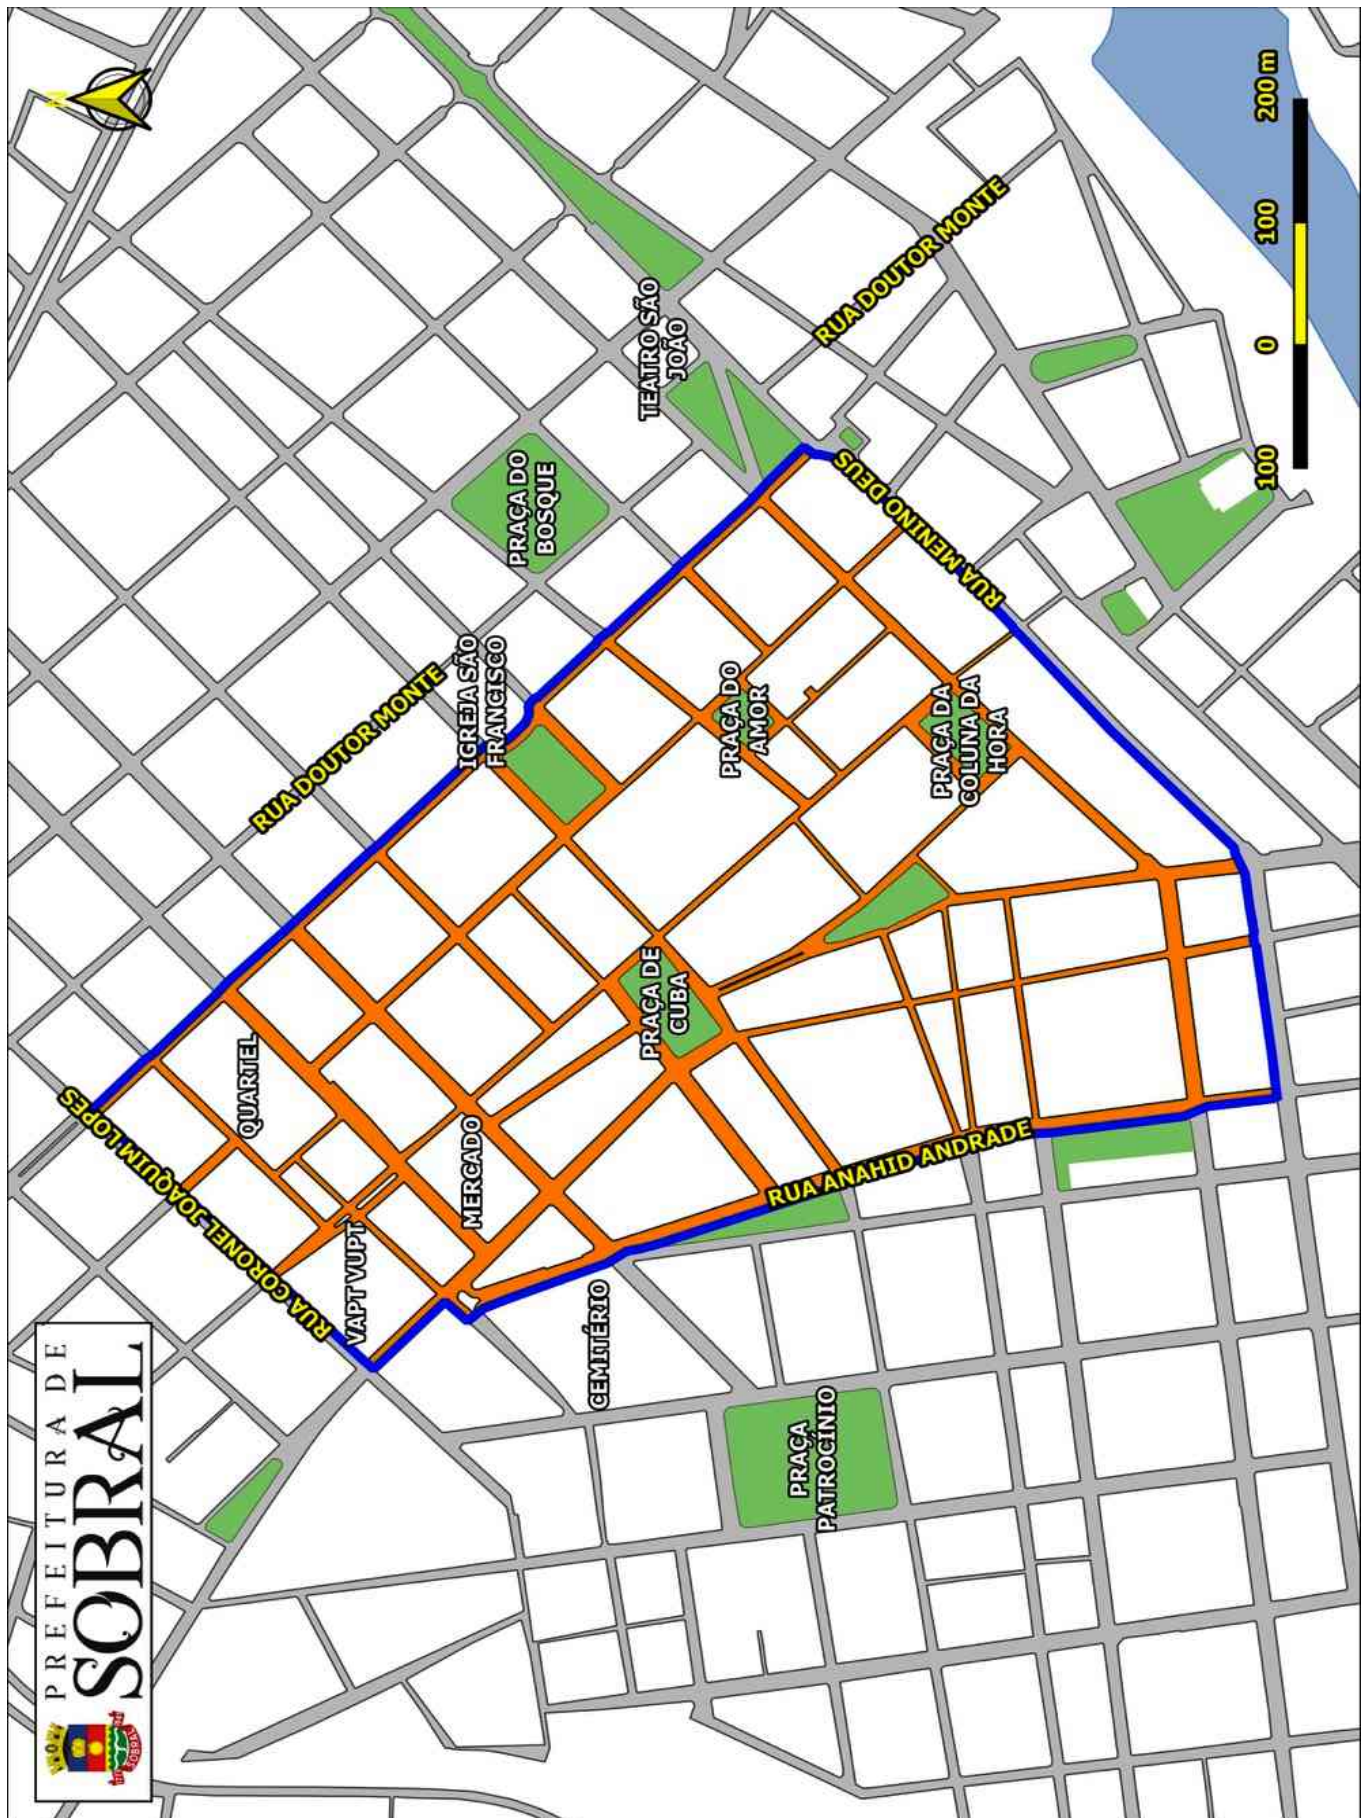 PREFEITURA DE
SOBRAL
SOBRAL
N
RUA CORONEL JOAQUIM LOPES
QUARTEL
VAPT VUPT
RUA DOUTOR MONTE
IGREJA SÃO
FRANCISCO
MERCADO
PRAÇA DO
BOSQUE
CEMITÉRIO
TEATRO SÃO
JOÃO
PRAÇA DE
CUBA
PRAÇA DO
AMOR
PRAÇA
PATROCÍNIO
RUA ANAHID ANDRADE
RUA DOUTOR MONTE
RUA MENINO DEUS
PRAÇA DA
COLUNA DA
HORA
100 0 100 200 m